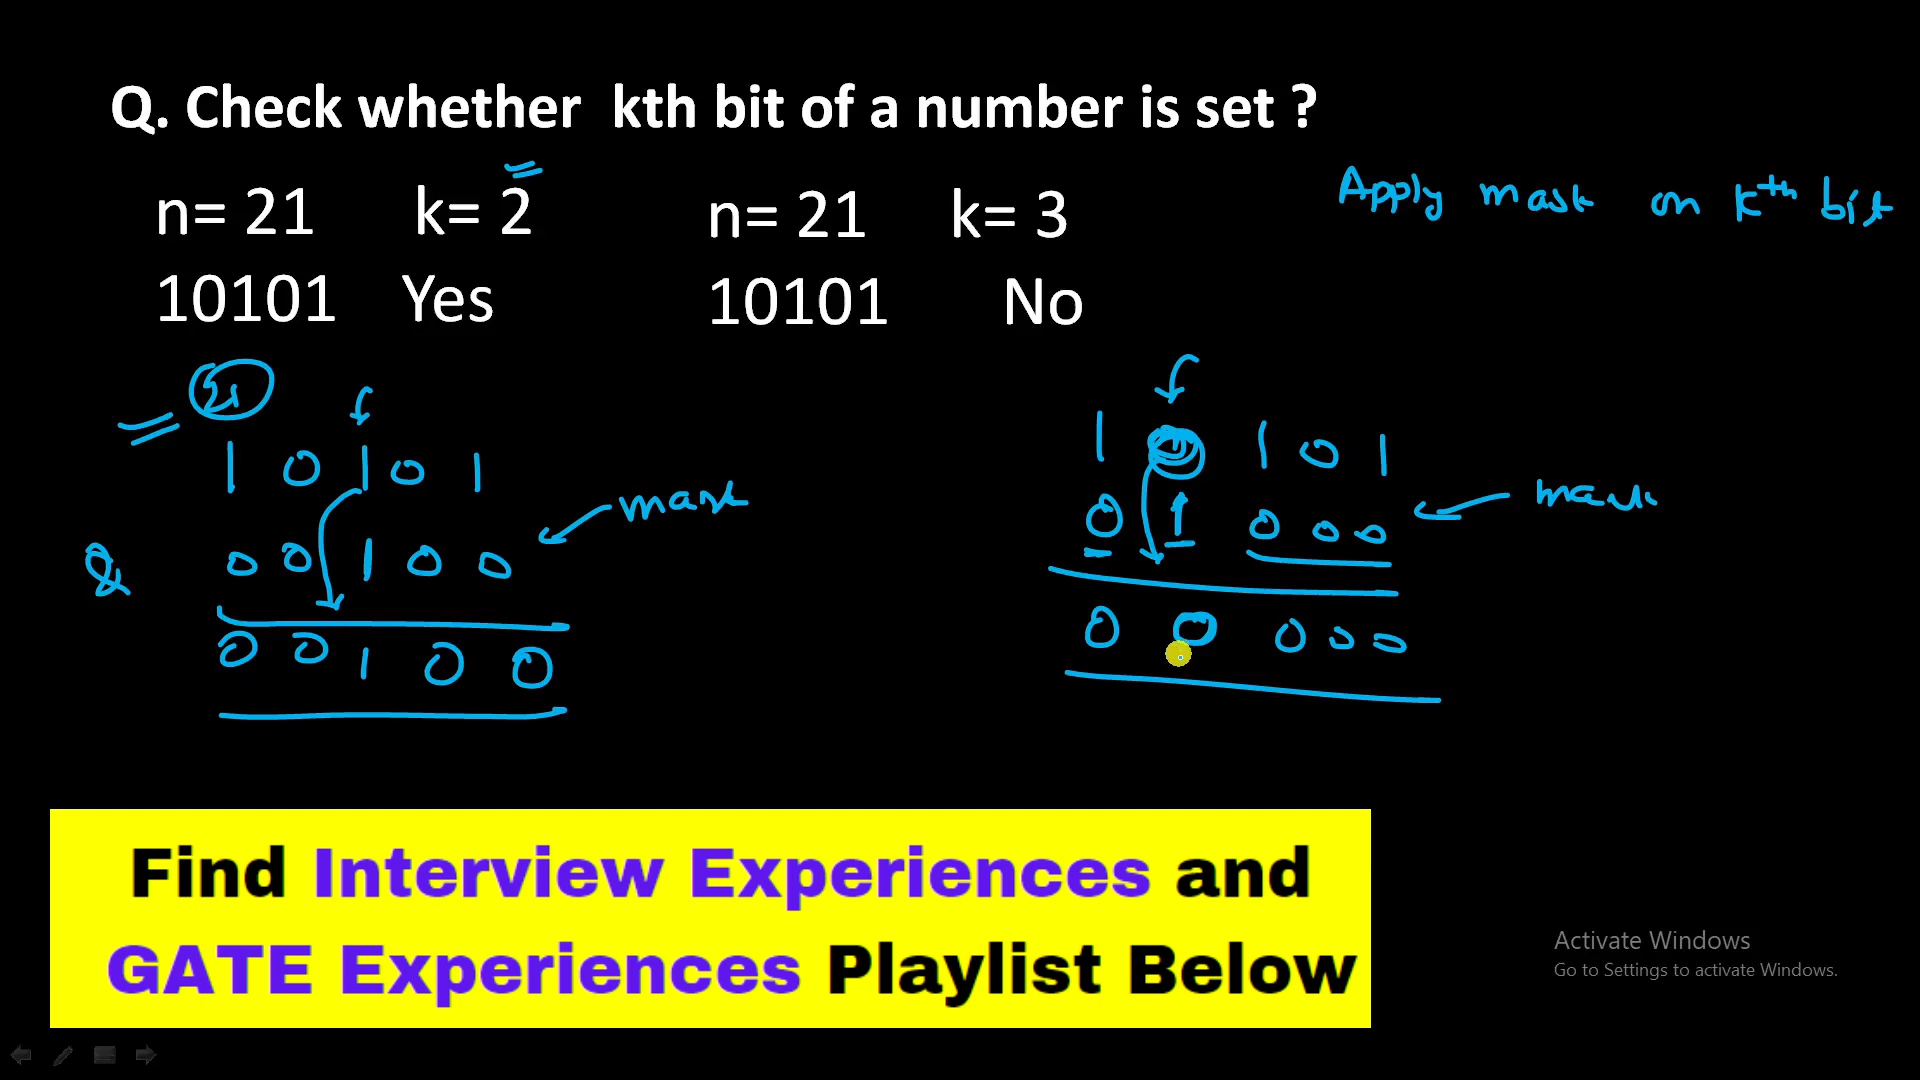 Q. Check whether kth bit of a number is set ?
n= 21 k= 2 n= 21 k= 3
10101 Yes 10101 No
Apply mask on kth bit
21
1 0 1 0 1
0 0 1 0 0
mask
&
0 0 1 0 0
1 0 1 0 1
0 1 0 0 0
mask
0 0 0 0 0
Find Interview Experiences and
GATE Experiences Playlist Below
Activate Windows
Go to Settings to activate Windows.